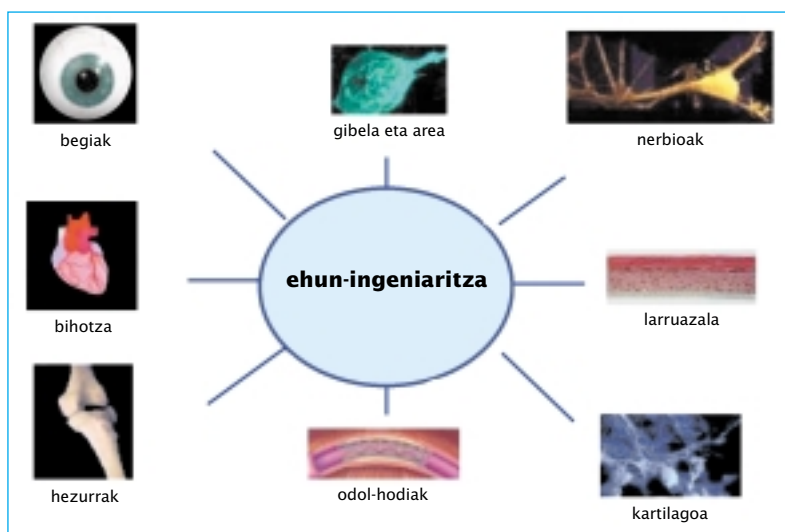 begiak
gibela eta area
nerbioak
ehun-ingeniaritza
bihotza
larruazala
hezurrak
odol-hodiak
kartilagoa